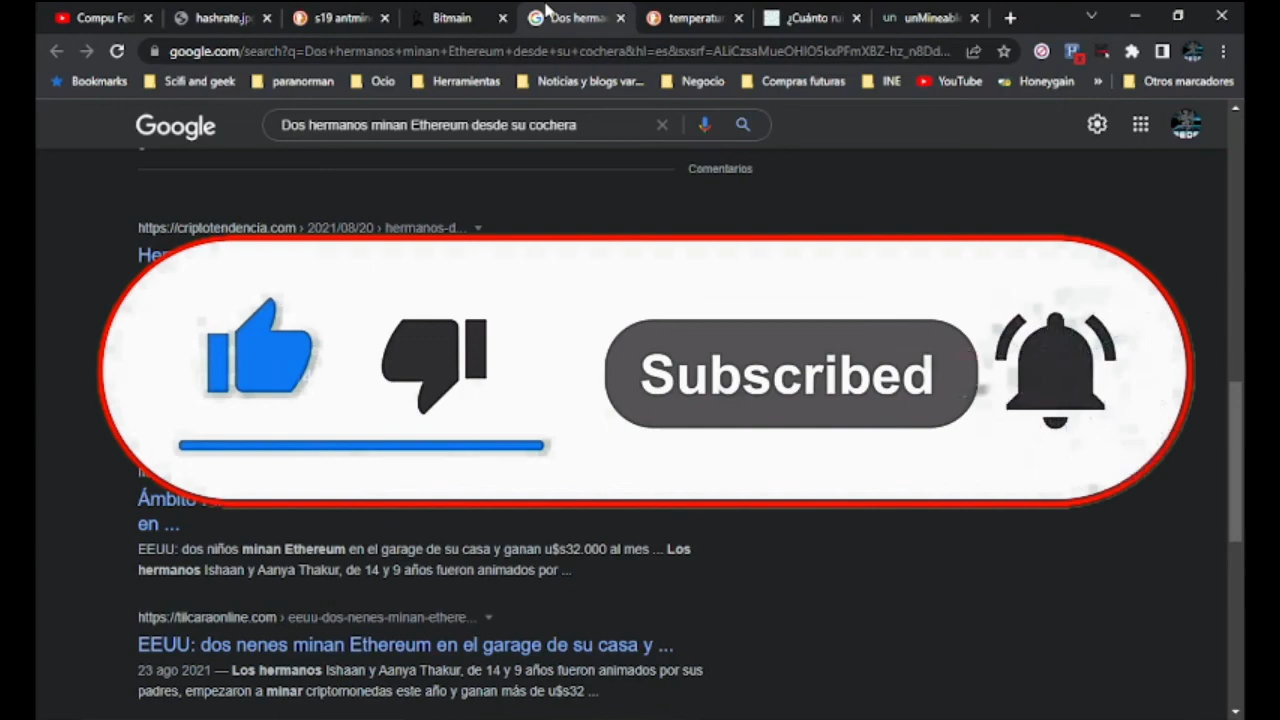 Compu Fed
hashrate.jp
s19 antmin
Bitmain
Dos herma
temperatu
¿Cuánto rui
un unMineable
google.com/search?q=Dos+hermanos+minan+Ethereum+desde+su+cochera&hl=es&sxsrf=ALiCzsaMueOHIO5kxPFmXBZ-hz_n8Dd...
Bookmarks
Scifi and geek
paranorman
Ocio
Herramientas
Noticias y blogs var...
Negocio
Compras futuras
INE
YouTube
Honeygain
»
Otros marcadores
Google
Dos hermanos minan Ethereum desde su cochera
Comentarios
https://criptotendencia.com › 2021/08/20 › hermanos-d...
Subscribed
en ...
EEUU: dos niños minan Ethereum en el garage de su casa y ganan u$s32.000 al mes ... Los
hermanos Ishaan y Aanya Thakur, de 14 y 9 años fueron animados por ...
https://tilcaraonline.com › eeuu-dos-nenes-minan-ethere...
EEUU: dos nenes minan Ethereum en el garage de su casa y ...
23 ago 2021 — Los hermanos Ishaan y Aanya Thakur, de 14 y 9 años fueron animados por sus
padres, empezaron a minar criptomonedas este año y ganan más de u$s32 ...